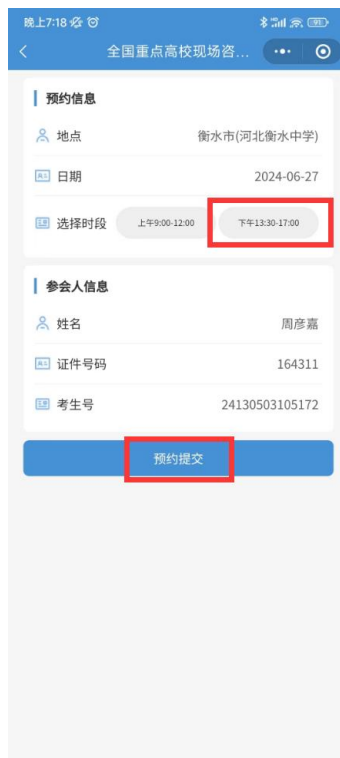 晚上7:18
91
全国重点高校现场咨...
预约信息
地点 衡水市(河北衡水中学)
日期 2024-06-27
选择时段 上午9:00-12:00 下午13:30-17:00
参会人信息
姓名 周彦嘉
证件号码 164311
考生号 24130503105172
预约提交